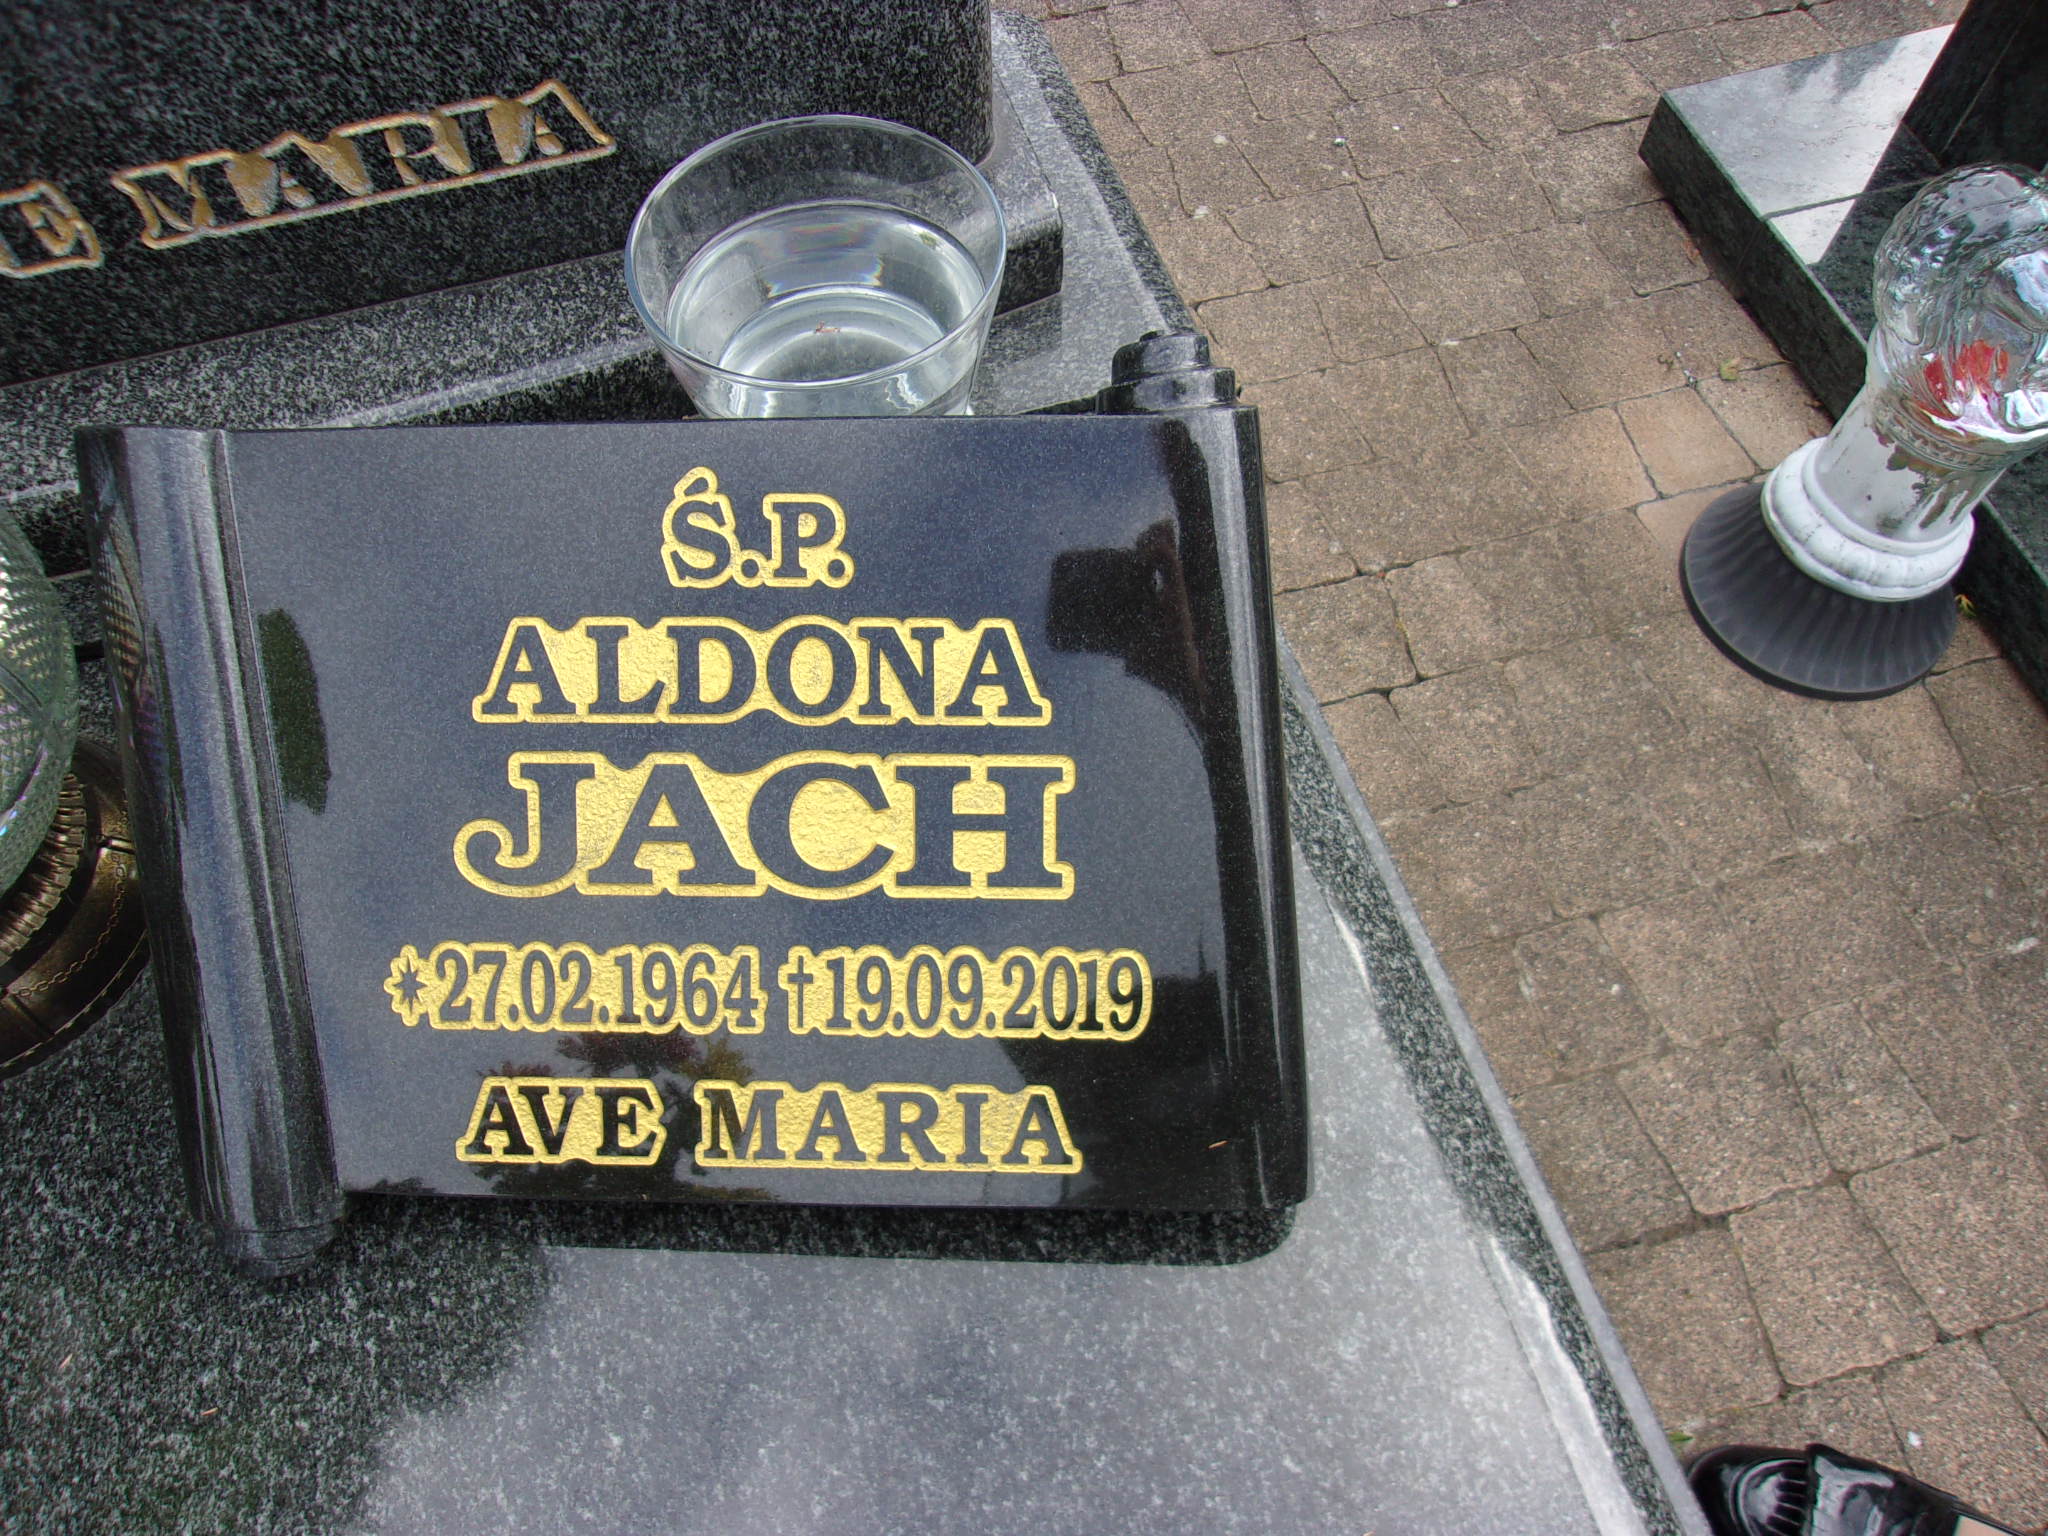 E MARIA
Ś.P.
ALDONA
JACH
*27.02.1964 †19.09.2019
AVE MARIA